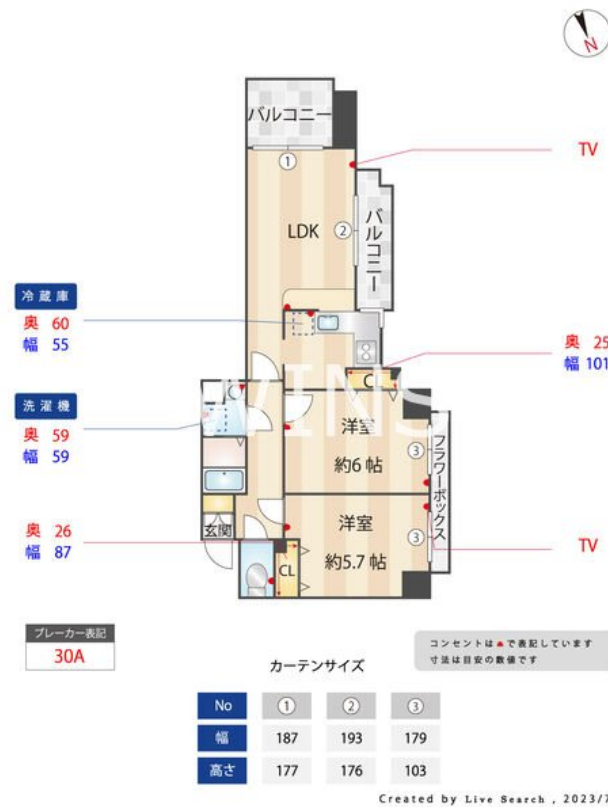 N
バルコニー
①
TV
LDK
②
バルコニー
冷蔵庫
奥 60
幅 55
奥 25
幅 101
CL
WINS
洗濯機
奥 59
幅 59
洋室
約6帖
③
フラワーボックス
奥 26
幅 87
玄関
洋室
約5.7帖
③
TV
CL
ブレーカー表記
30A
コンセントは▲で表記しています
寸法は目安の数値です
カーテンサイズ
No ① ② ③
幅 187 193 179
高さ 177 176 103
Created by Live Search , 2023/